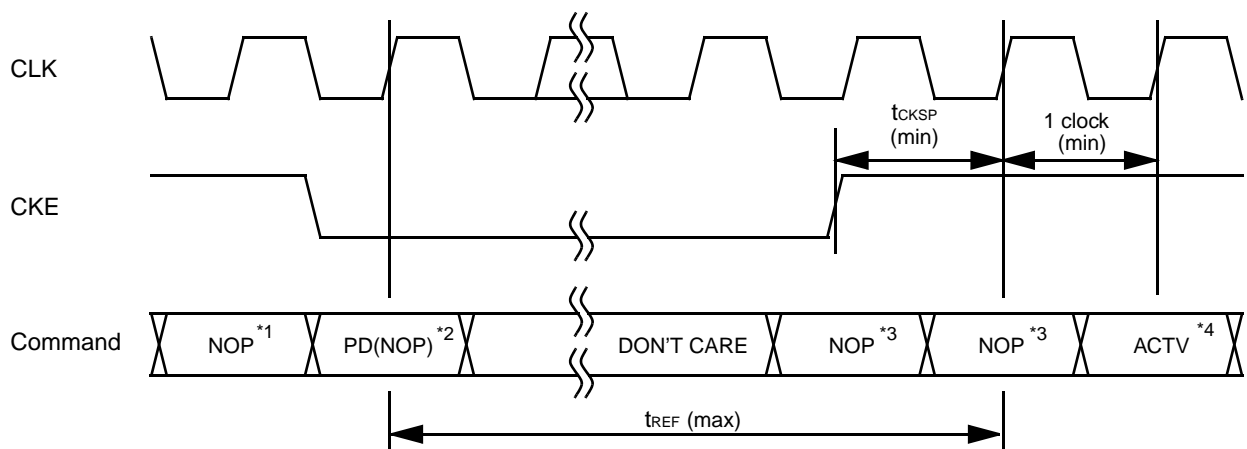 CLK
tCKSP
(min)
1 clock
(min)
CKE
Command
NOP *1
PD(NOP) *2
DON'T CARE
NOP *3
NOP *3
ACTV *4
tREF (max)